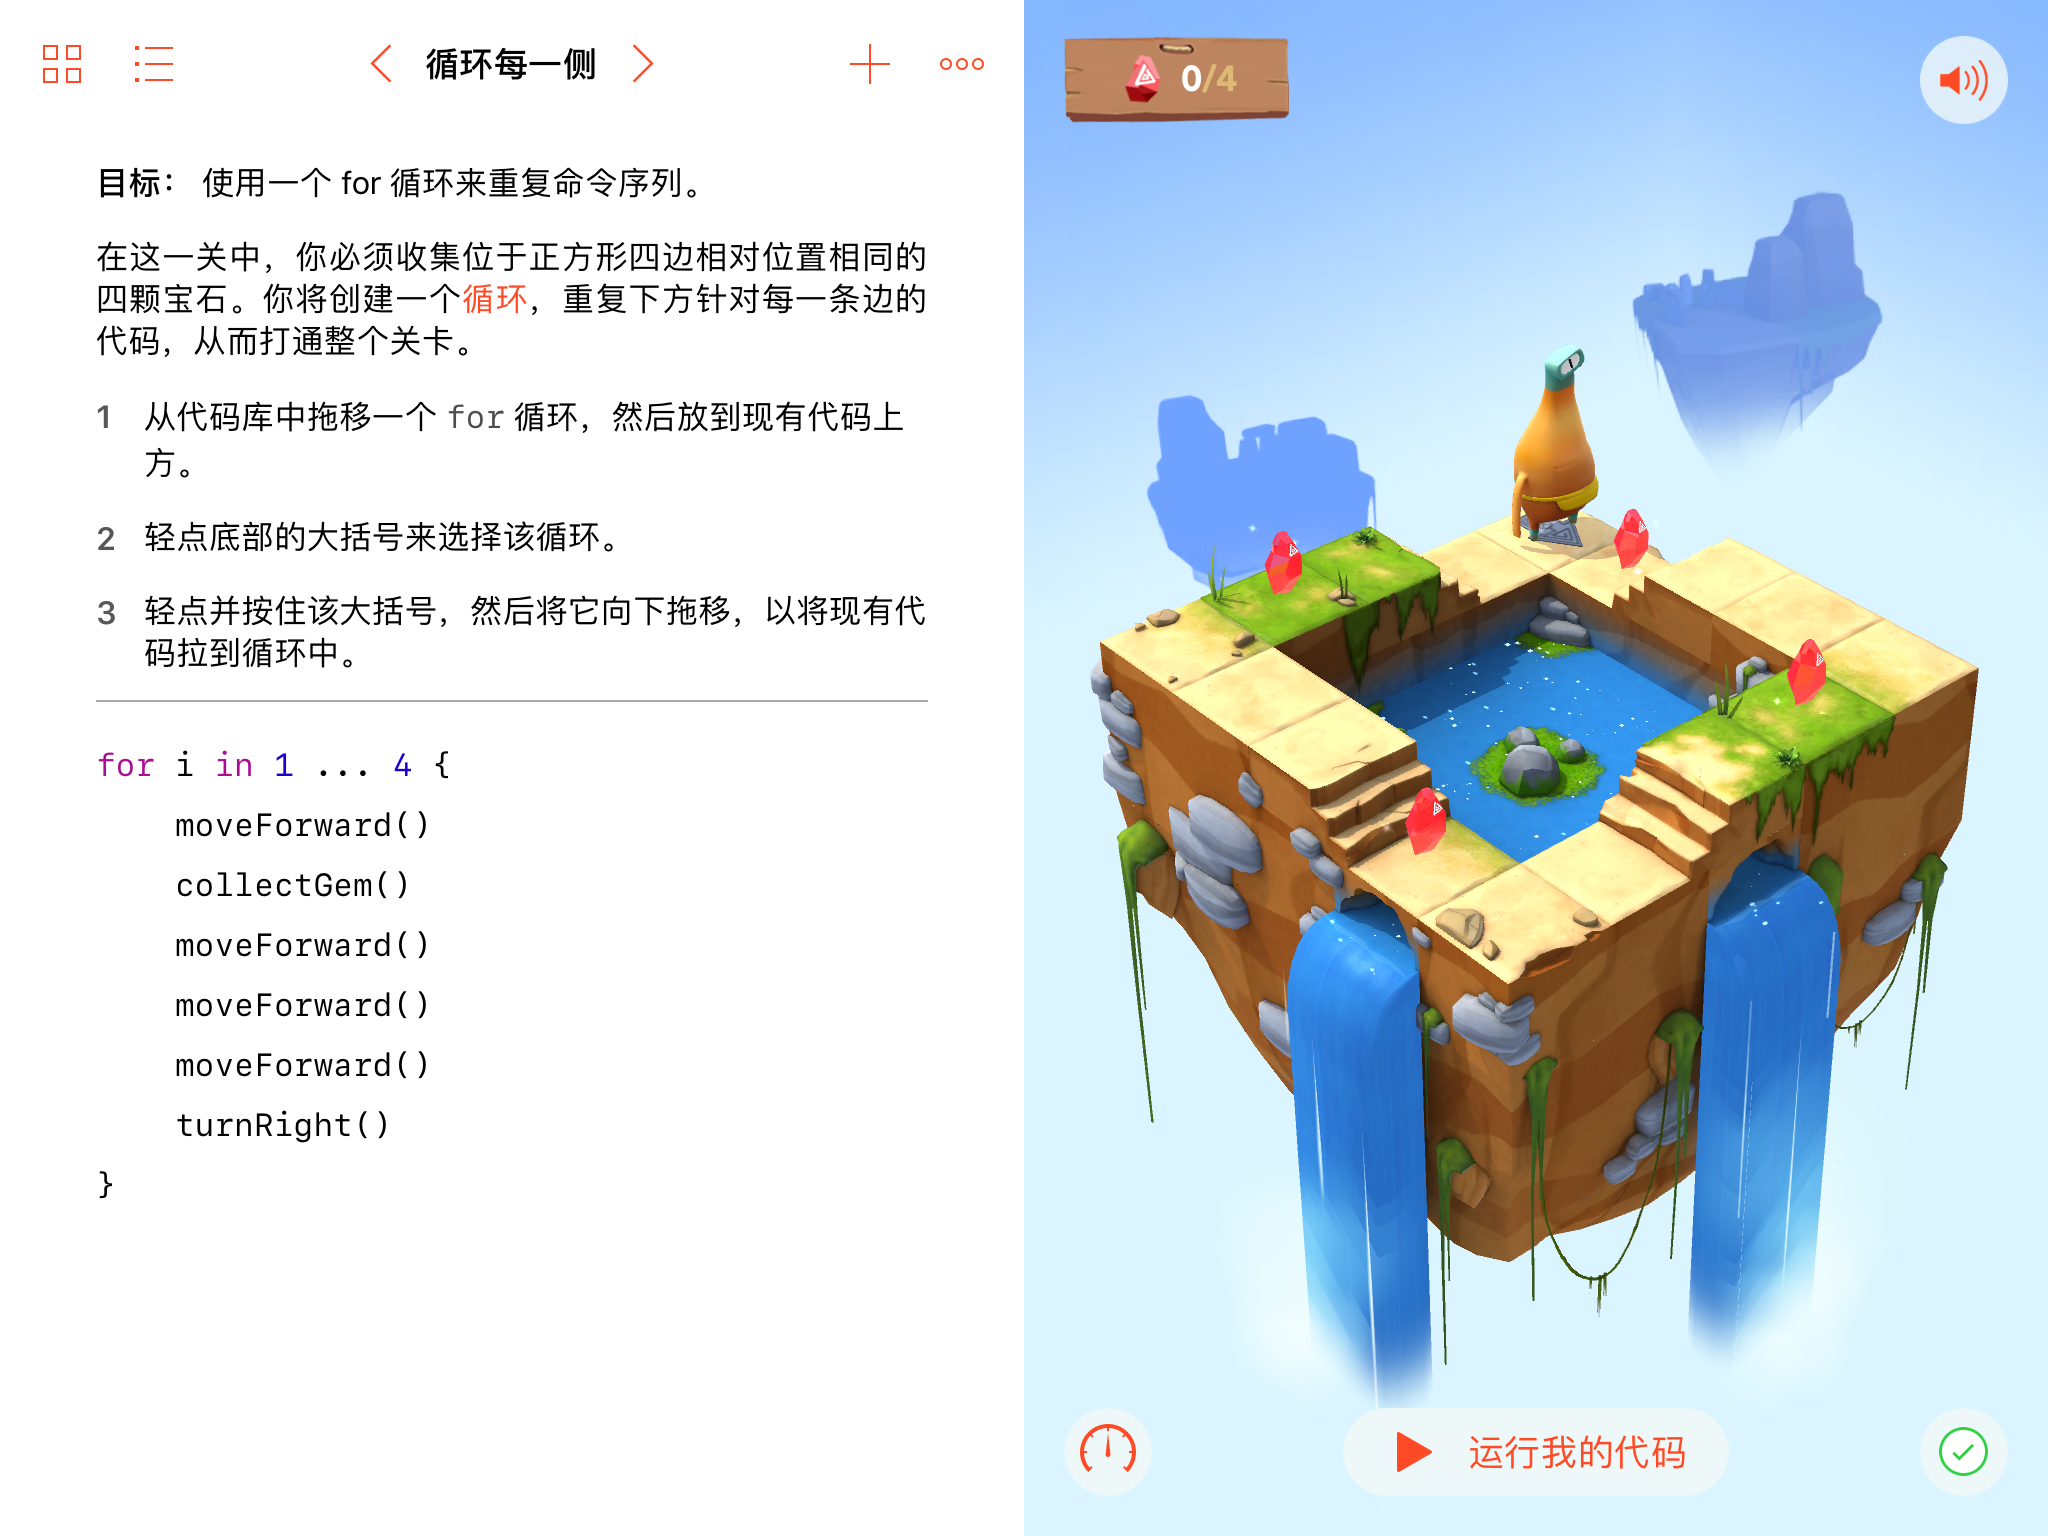 循环每一侧
目标： 使用一个 for 循环来重复命令序列。
在这一关中，你必须收集位于正方形四边相对位置相同的
四颗宝石。你将创建一个循环，重复下方针对每一条边的
代码，从而打通整个关卡。
1 从代码库中拖移一个 for 循环，然后放到现有代码上
方。
2 轻点底部的大括号来选择该循环。
3 轻点并按住该大括号，然后将它向下拖移，以将现有代
码拉到循环中。
for i in 1 ... 4 {
moveForward()
collectGem()
moveForward()
moveForward()
moveForward()
turnRight()
}
0/4
运行我的代码